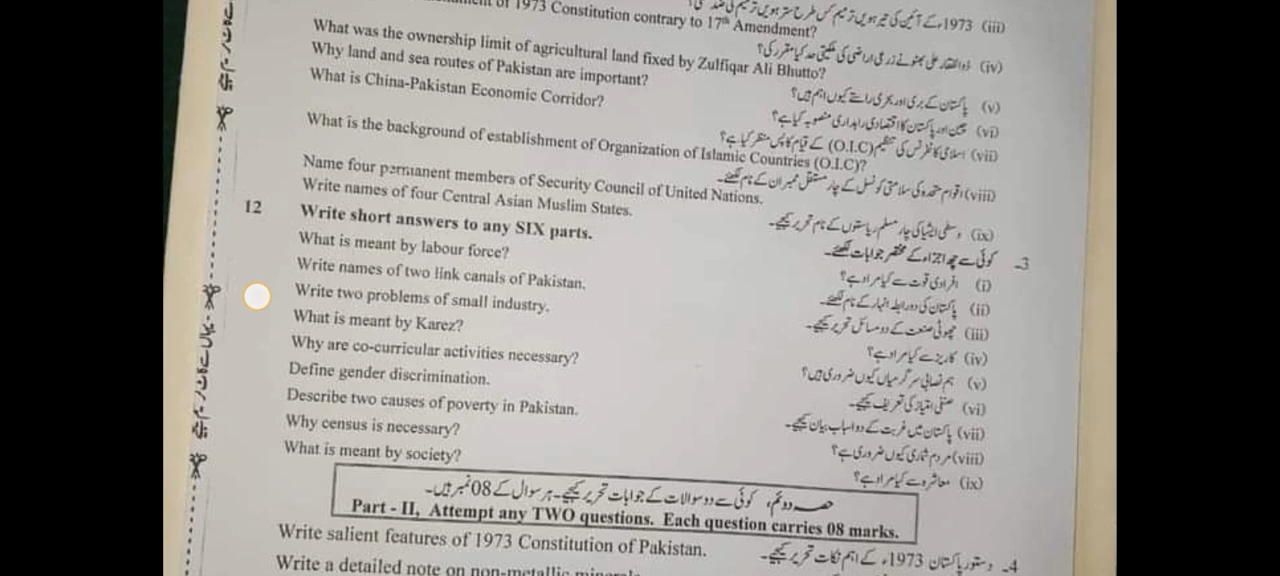 of 1973 Constitution contrary to 17th Amendment?
(iii) 1973ء کے آئین کی تیرہویں ترمیم کس طرح سترہویں ترمیم کی ضد تھی؟
What was the ownership limit of agricultural land fixed by Zulfiqar Ali Bhutto?
(iv) ذوالفقار علی بھٹو نے زرعی اراضی کی ملکیتی حد کیا مقرر کی؟
Why land and sea routes of Pakistan are important?
(v) پاکستان کے بری اور بحری راستے کیوں اہم ہیں؟
What is China-Pakistan Economic Corridor?
(vi) چین اور پاکستان کا اقتصادی راہداری منصوبہ کیا ہے؟
What is the background of establishment of Organization of Islamic Countries (O.I.C)?
(vii) اسلامی کانفرنس کی تنظیم (O.I.C) کے قیام کا پس منظر کیا ہے؟
Name four permanent members of Security Council of United Nations.
(viii) اقوام متحدہ کی سلامتی کونسل کے چار مستقل ممبران کے نام لکھئے۔
Write names of four Central Asian Muslim States.
(ix) وسطی ایشیا کی چار مسلم ریاستوں کے نام تحریر کیجیے۔
12 Write short answers to any SIX parts.
3۔ کوئی سے چھ اجزاء کے مختصر جوابات لکھئے۔
What is meant by labour force?
(i) افرادی قوت سے کیا مراد ہے؟
Write names of two link canals of Pakistan.
(ii) پاکستان کی دو رابطہ انہار کے نام لکھئے۔
Write two problems of small industry.
(iii) چھوٹی صنعت کے دو مسائل تحریر کیجیے۔
What is meant by Karez?
(iv) کاریز سے کیا مراد ہے؟
Why are co-curricular activities necessary?
(v) ہم نصابی سرگرمیاں کیوں ضروری ہیں؟
Define gender discrimination.
(vi) صنفی امتیاز کی تعریف کیجیے۔
Describe two causes of poverty in Pakistan.
(vii) پاکستان میں غربت کے دو اسباب بیان کیجیے۔
Why census is necessary?
(viii) مردم شماری کیوں ضروری ہے؟
What is meant by society?
(ix) معاشرہ سے کیا مراد ہے؟
حصہ دوئم، کوئی سے دو سوالات کے جوابات تحریر کیجیے۔ ہر سوال کے 08 نمبر ہیں۔
Part - II, Attempt any TWO questions. Each question carries 08 marks.
Write salient features of 1973 Constitution of Pakistan.
4۔ دستور پاکستان 1973ء کے اہم نکات تحریر کیجیے۔
Write a detailed note on non-metallic minerals